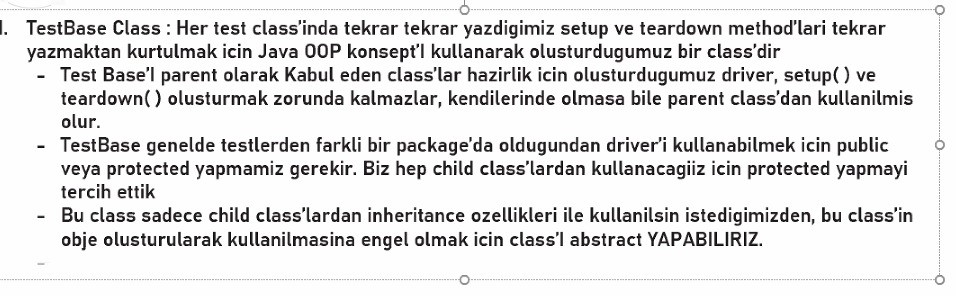 I. TestBase Class : Her test class'inda tekrar tekrar yazdigimiz setup ve teardown method'lari tekrar
yazmaktan kurtulmak icin Java OOP konsept'I kullanarak olusturdugumuz bir class'dir
- Test Base'I parent olarak Kabul eden class'lar hazirlik icin olusturdugumuz driver, setup( ) ve
teardown( ) olusturmak zorunda kalmazlar, kendilerinde olmasa bile parent class'dan kullanilmis
olur.
- TestBase genelde testlerden farkli bir package'da oldugundan driver'i kullanabilmek icin public
veya protected yapmamiz gerekir. Biz hep child class'lardan kullanacagiiz icin protected yapmayi
tercih ettik
- Bu class sadece child class'lardan inheritance ozellikleri ile kullanilsin istedigimizden, bu class'in
obje olusturularak kullanilmasina engel olmak icin class'I abstract YAPABILIRIZ.
-